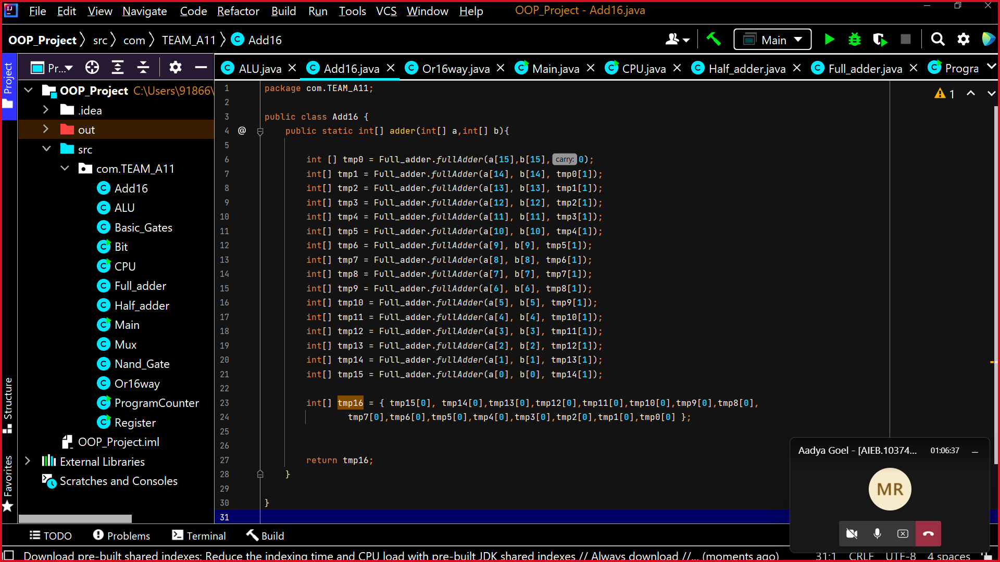 File Edit View Navigate Code Refactor Build Run Tools VCS Window Help OOP_Project - Add16.java
OOP_Project src com TEAM_A11 Add16 Main
Project
Pr... ALU.java Add16.java Or16way.java Main.java CPU.java Half_adder.java Full_adder.java Progra
OOP_Project C:\Users\91866\
.idea
out
src
com.TEAM_A11
Add16
ALU
Basic_Gates
Bit
CPU
Full_adder
Half_adder
Main
Mux
Nand_Gate
Or16way
ProgramCounter
Register
OOP_Project.iml
External Libraries
Scratches and Consoles
Structure
Favorites
1 package com.TEAM_A11;
2
3 public class Add16 {
4 @ public static int[] adder(int[] a,int[] b){
5
6 int [] tmp0 = Full_adder.fullAdder(a[15],b[15], carry: 0);
7 int[] tmp1 = Full_adder.fullAdder(a[14], b[14], tmp0[1]);
8 int[] tmp2 = Full_adder.fullAdder(a[13], b[13], tmp1[1]);
9 int[] tmp3 = Full_adder.fullAdder(a[12], b[12], tmp2[1]);
10 int[] tmp4 = Full_adder.fullAdder(a[11], b[11], tmp3[1]);
11 int[] tmp5 = Full_adder.fullAdder(a[10], b[10], tmp4[1]);
12 int[] tmp6 = Full_adder.fullAdder(a[9], b[9], tmp5[1]);
13 int[] tmp7 = Full_adder.fullAdder(a[8], b[8], tmp6[1]);
14 int[] tmp8 = Full_adder.fullAdder(a[7], b[7], tmp7[1]);
15 int[] tmp9 = Full_adder.fullAdder(a[6], b[6], tmp8[1]);
16 int[] tmp10 = Full_adder.fullAdder(a[5], b[5], tmp9[1]);
17 int[] tmp11 = Full_adder.fullAdder(a[4], b[4], tmp10[1]);
18 int[] tmp12 = Full_adder.fullAdder(a[3], b[3], tmp11[1]);
19 int[] tmp13 = Full_adder.fullAdder(a[2], b[2], tmp12[1]);
20 int[] tmp14 = Full_adder.fullAdder(a[1], b[1], tmp13[1]);
21 int[] tmp15 = Full_adder.fullAdder(a[0], b[0], tmp14[1]);
22
23 int[] tmp16 = { tmp15[0], tmp14[0],tmp13[0],tmp12[0],tmp11[0],tmp10[0],tmp9[0],tmp8[0],
24 tmp7[0],tmp6[0],tmp5[0],tmp4[0],tmp3[0],tmp2[0],tmp1[0],tmp0[0] };
25
26
27 return tmp16;
28 }
29
30 }
31
1
Aadya Goel - [AIEB.10374... 01:06:37
MR
TODO Problems Terminal Build
Download pre-built shared indexes: Reduce the indexing time and CPU load with pre-built JDK shared indexes // Always download //... (moments ago) 31:1 CRLF UTF-8 4 spaces